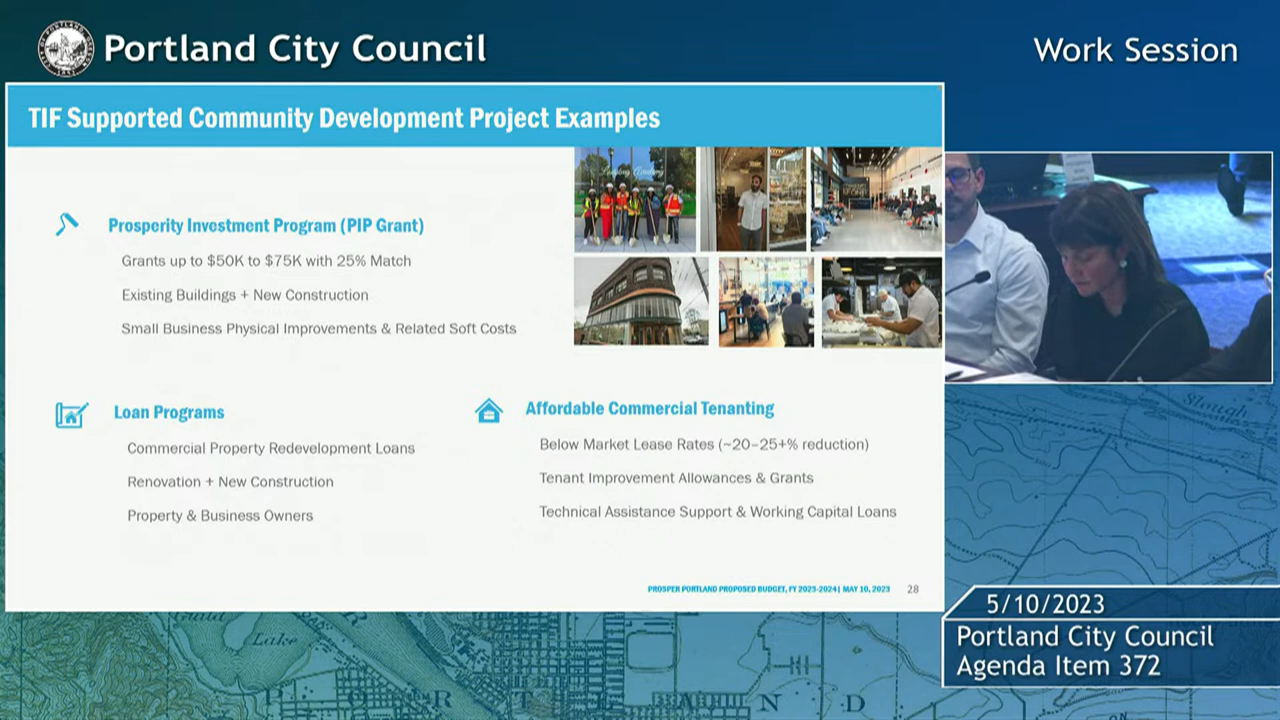 Portland City Council
Work Session
TIF Supported Community Development Project Examples
Prosperity Investment Program (PIP Grant)
Grants up to $50K to $75K with 25% Match
Existing Buildings + New Construction
Small Business Physical Improvements & Related Soft Costs
Loan Programs
Commercial Property Redevelopment Loans
Renovation + New Construction
Property & Business Owners
Affordable Commercial Tenanting
Below Market Lease Rates (~20–25+% reduction)
Tenant Improvement Allowances & Grants
Technical Assistance Support & Working Capital Loans
PROSPER PORTLAND PROPOSED BUDGET, FY 2023-2024| MAY 10, 2023
28
Slough
5/10/2023
Portland City Council
Agenda Item 372
Guild
Lake
R T L A N D